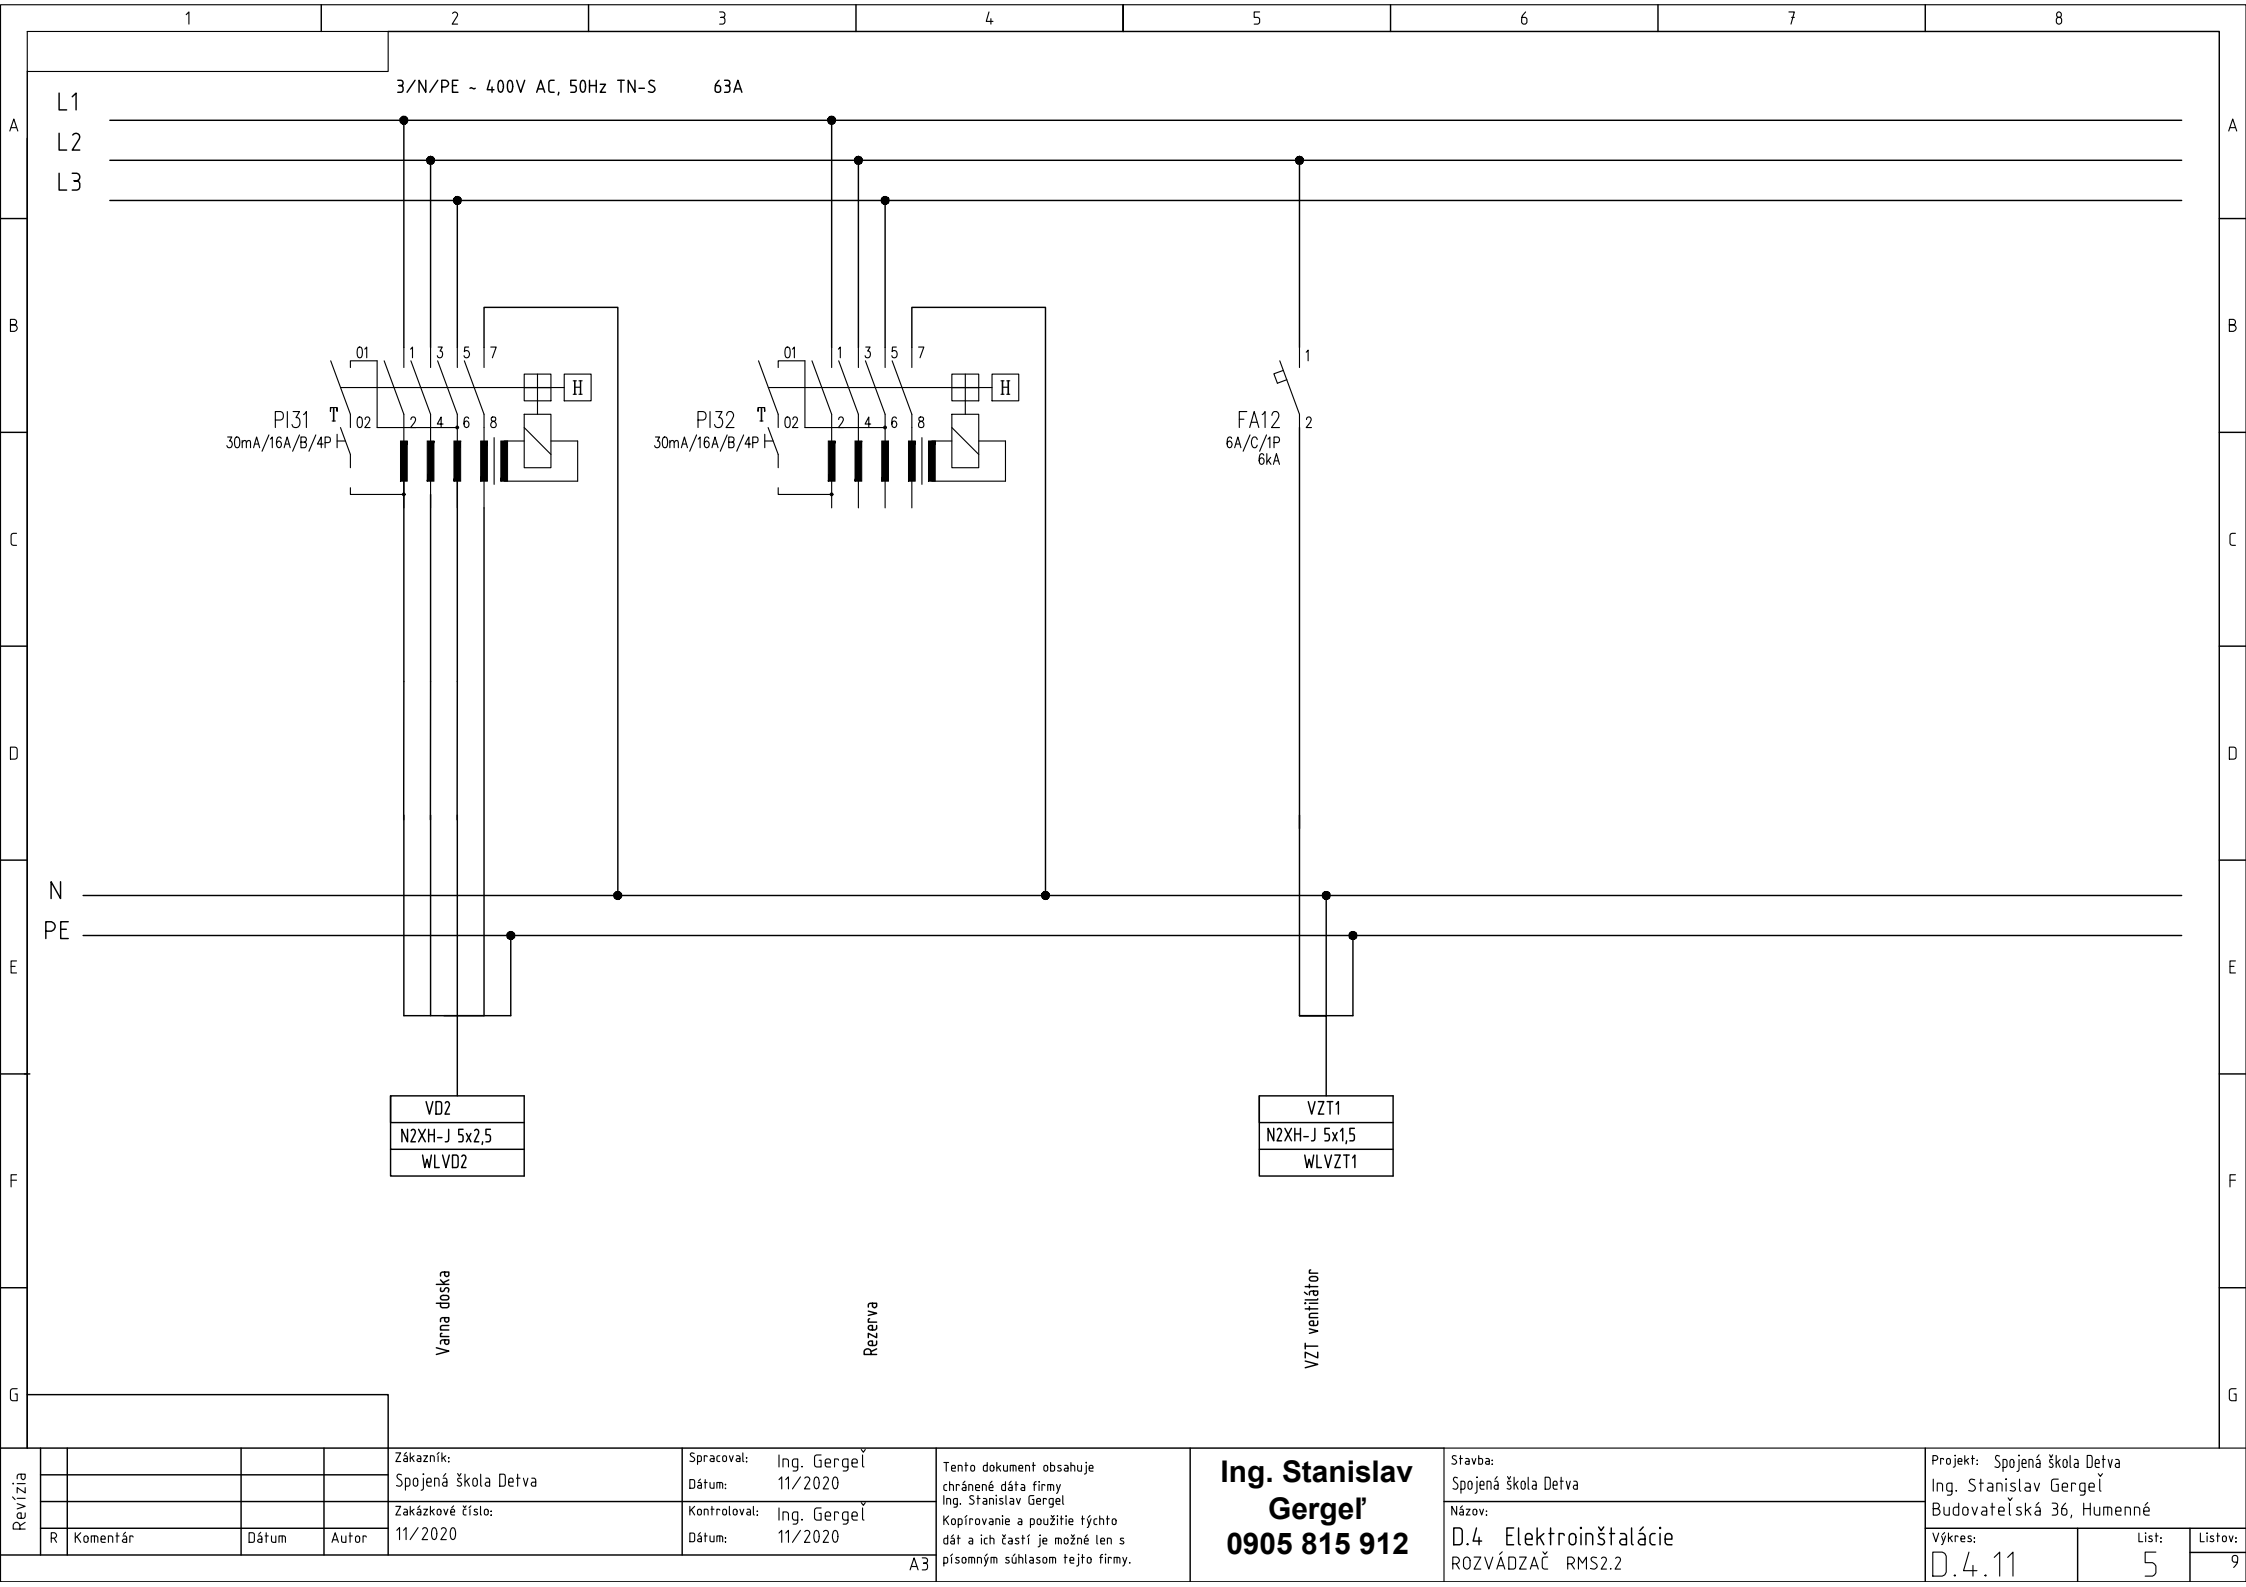 1 2 3 4 5 6 7 8
3/N/PE ~ 400V AC, 50Hz TN-S 63A
L1
A A
L2
L3
B B
01 1 3 5 7
H
PI31 T 02 2 4 6 8
30mA/16A/B/4P
01 1 3 5 7
H
PI32 T 02 2 4 6 8
30mA/16A/B/4P
1
FA12 2
6A/C/1P
6kA
C C
D D
N
PE
E E
VD2
N2XH-J 5x2,5
WLVD2
VZT1
N2XH-J 5x1,5
WLVZT1
F F
Varna doska
Rezerva
VZT ventilátor
G G
Revízia
R Komentár Dátum Autor
Zákazník:
Spojená škola Detva
Zakázkové číslo:
11/2020
Spracoval: Ing. Gergeľ
Dátum: 11/2020
Kontroloval: Ing. Gergeľ
Dátum: 11/2020
A3
Tento dokument obsahuje
chránené dáta firmy
Ing. Stanislav Gergel
Kopírovanie a použitie týchto
dát a ich častí je možné len s
písomným súhlasom tejto firmy.
Ing. Stanislav
Gergeľ
0905 815 912
Stavba:
Spojená škola Detva
Názov:
D.4 Elektroinštalácie
ROZVÁDZAČ RMS2.2
Projekt: Spojená škola Detva
Ing. Stanislav Gergeľ
Budovateľská 36, Humenné
Výkres: List: Listov:
D.4.11 5 9